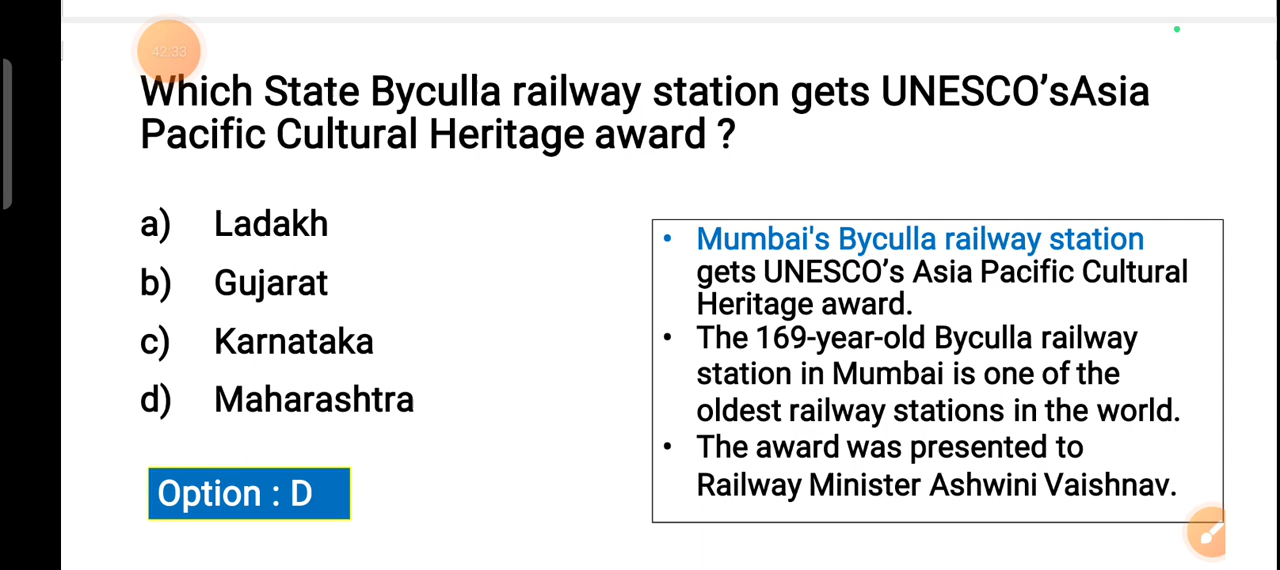 42:33
Which State Byculla railway station gets UNESCO’sAsia
Pacific Cultural Heritage award ?
a) Ladakh
b) Gujarat
c) Karnataka
d) Maharashtra
Option : D
• Mumbai's Byculla railway station
gets UNESCO’s Asia Pacific Cultural
Heritage award.
• The 169-year-old Byculla railway
station in Mumbai is one of the
oldest railway stations in the world.
• The award was presented to
Railway Minister Ashwini Vaishnav.